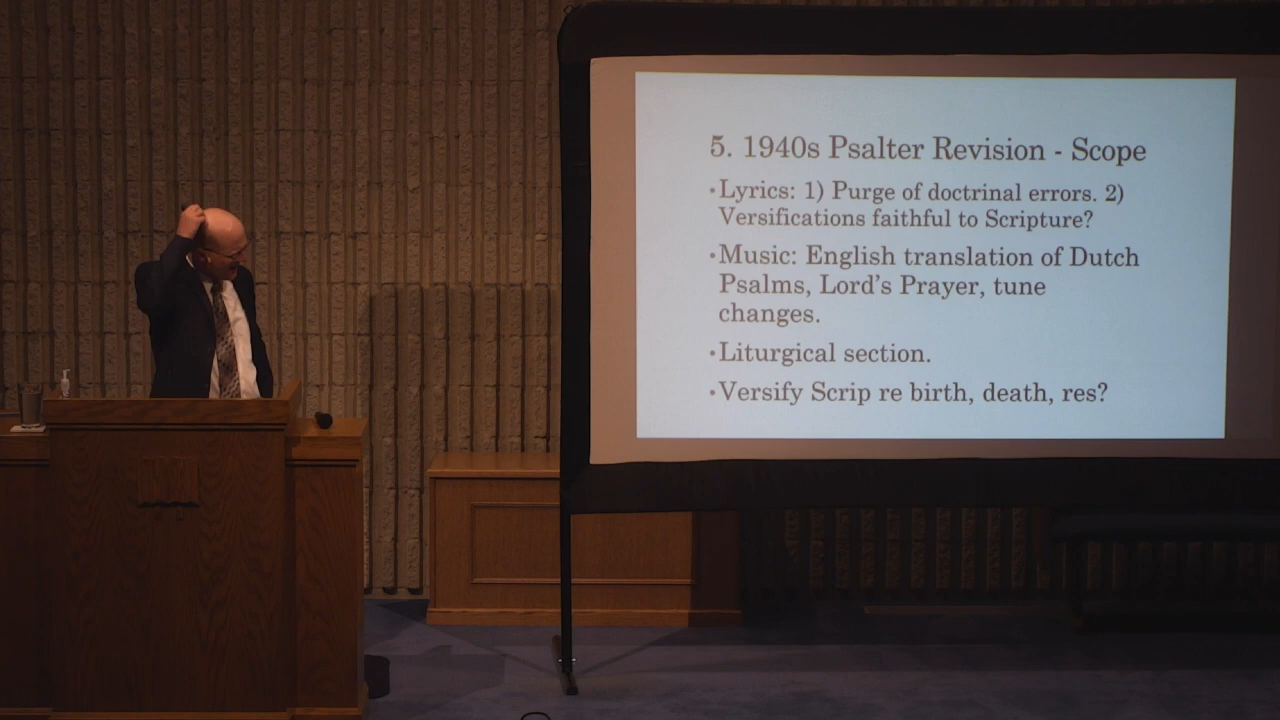 5. 1940s Psalter Revision - Scope
•Lyrics: 1) Purge of doctrinal errors. 2)
Versifications faithful to Scripture?
•Music: English translation of Dutch
Psalms, Lord's Prayer, tune
changes.
•Liturgical section.
•Versify Scrip re birth, death, res?